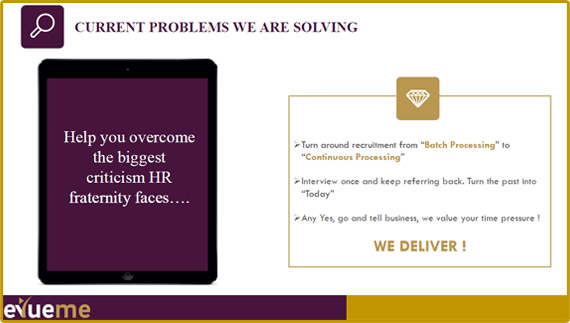 CURRENT PROBLEMS WE ARE SOLVING
Help you overcome
the biggest
criticism HR
fraternity faces….
➢Turn around recruitment from “Batch Processing” to
“Continuous Processing”
➢Interview once and keep referring back. Turn the past into
“Today”
➢Any Yes, go and tell business, we value your time pressure !
WE DELIVER !
evueme